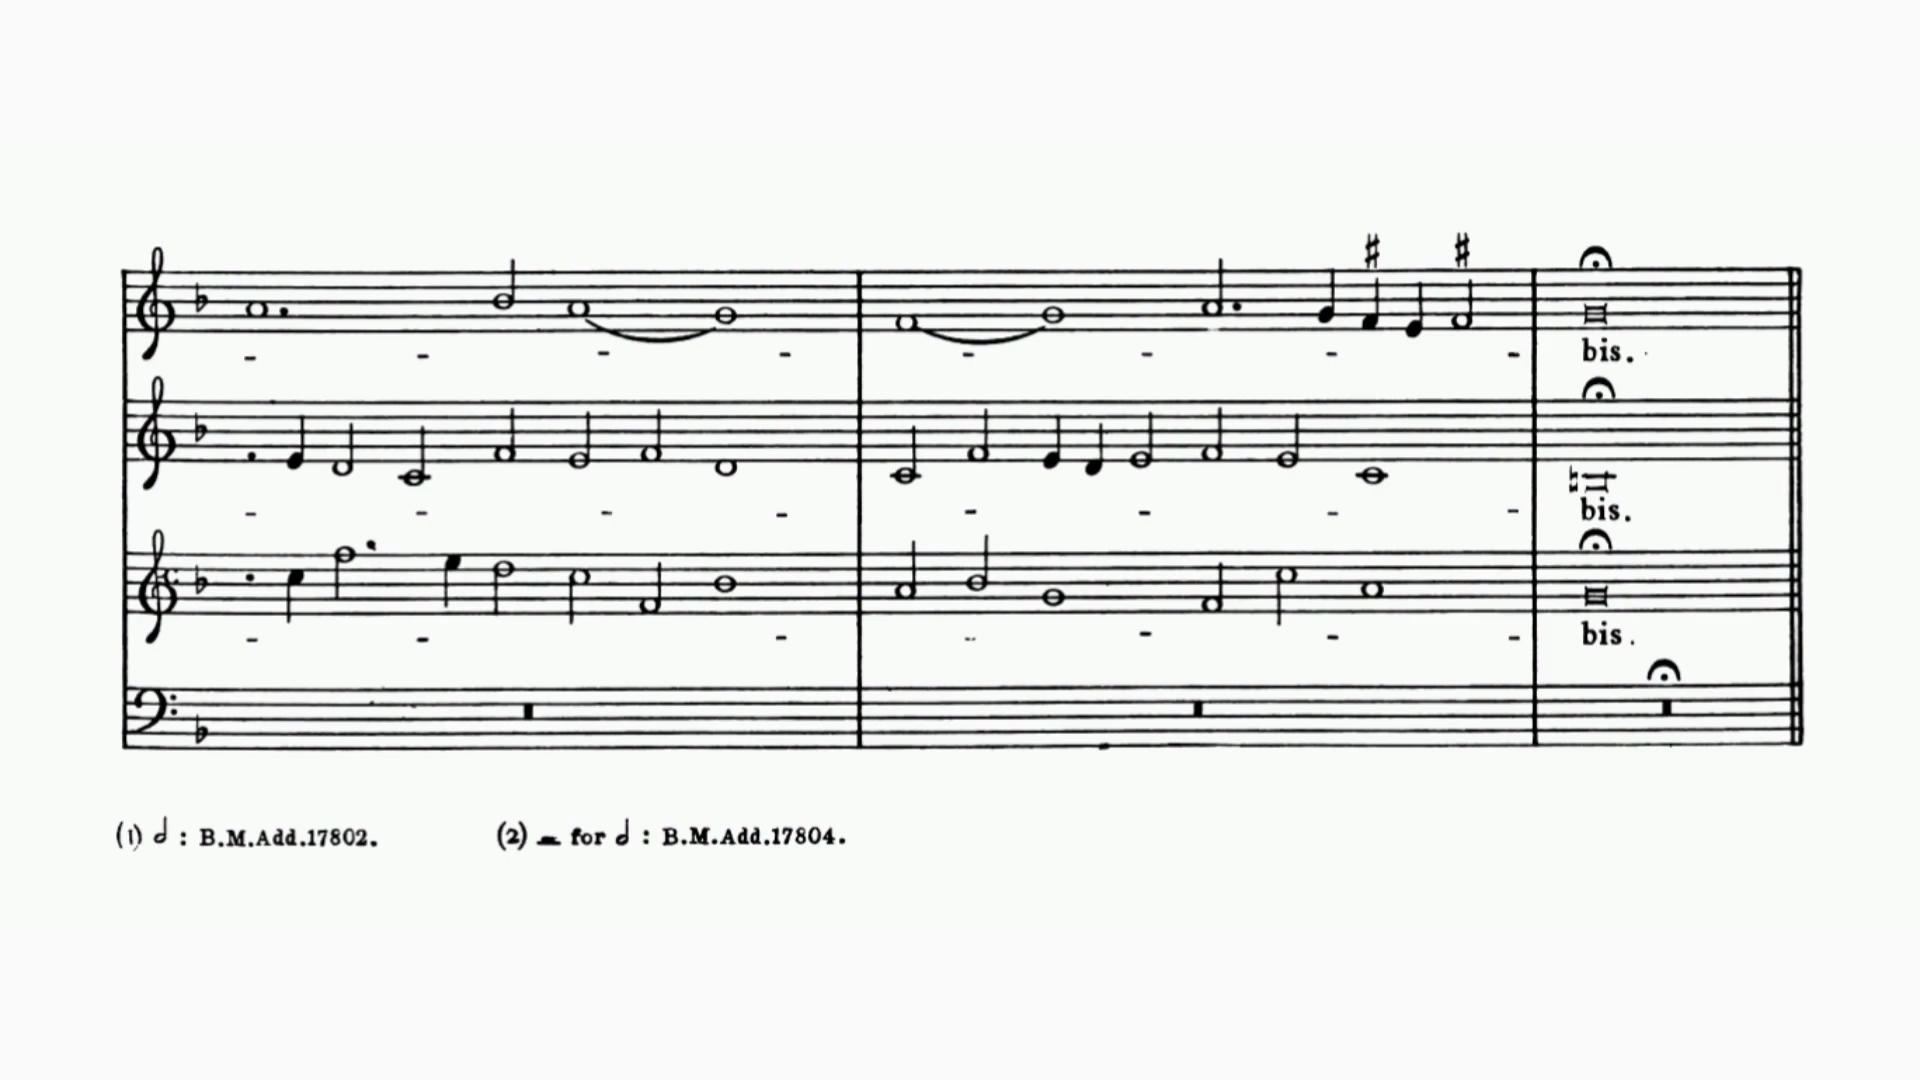 bis.
bis.
bis.
(1) 𝅗𝅥 : B.M.Add.17802. (2) 𝄼 for 𝅗𝅥 : B.M.Add.17804.